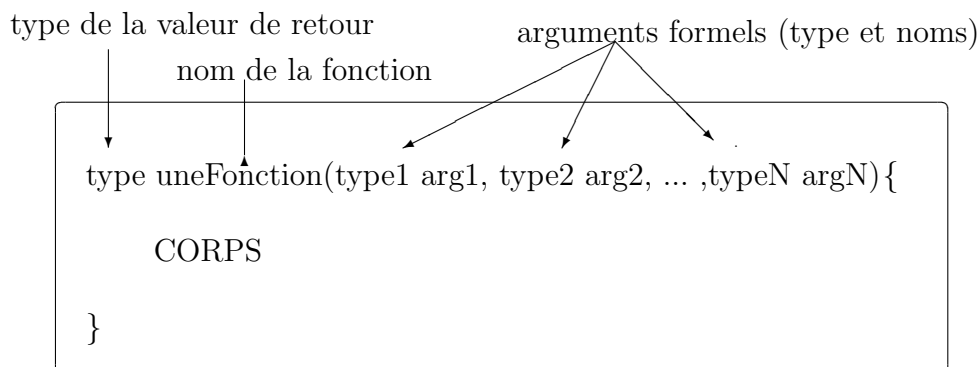 type de la valeur de retour
arguments formels (type et noms)
nom de la fonction
type uneFonction(type1 arg1, type2 arg2, ... ,typeN argN){
CORPS
}